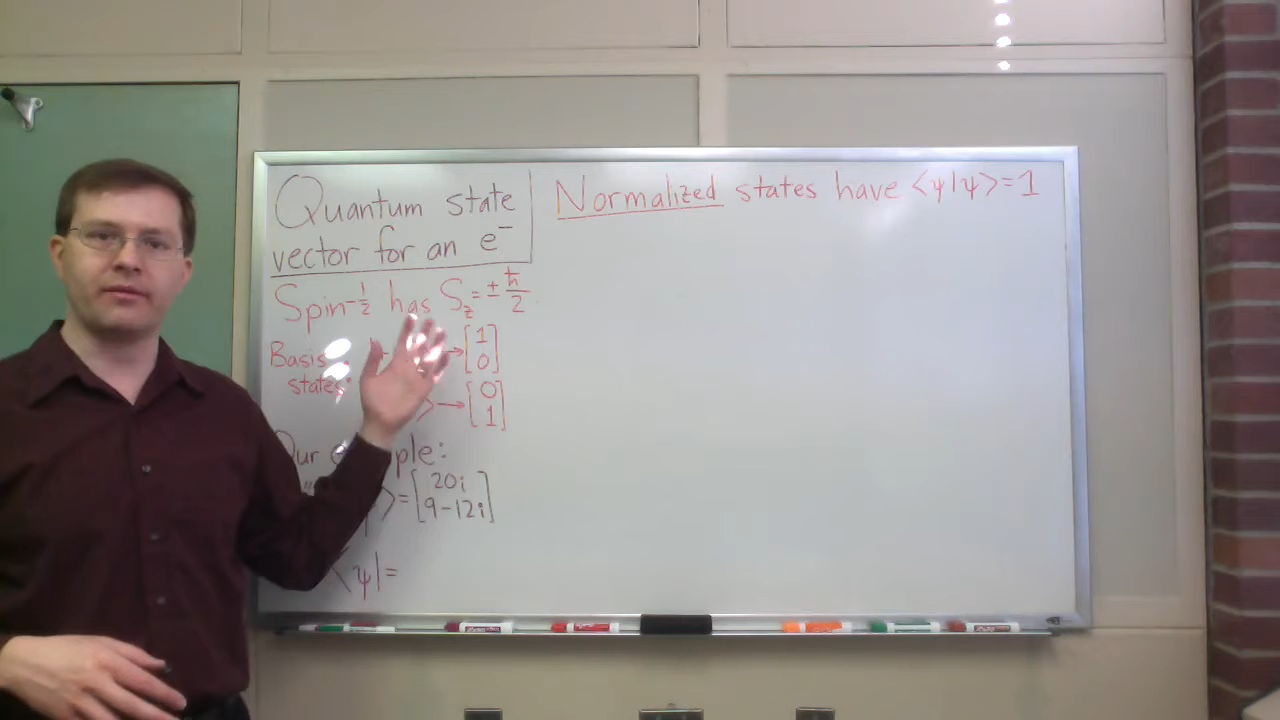 Quantum state
vector for an e⁻
Spin-½ has S_z = ± ħ/2
Basis
states:
→ [1
0]
⟩ → [0
1]
Our
⟩ = [20i
9-12i]
⟨ψ| =
Normalized states have <ψ|ψ> = 1